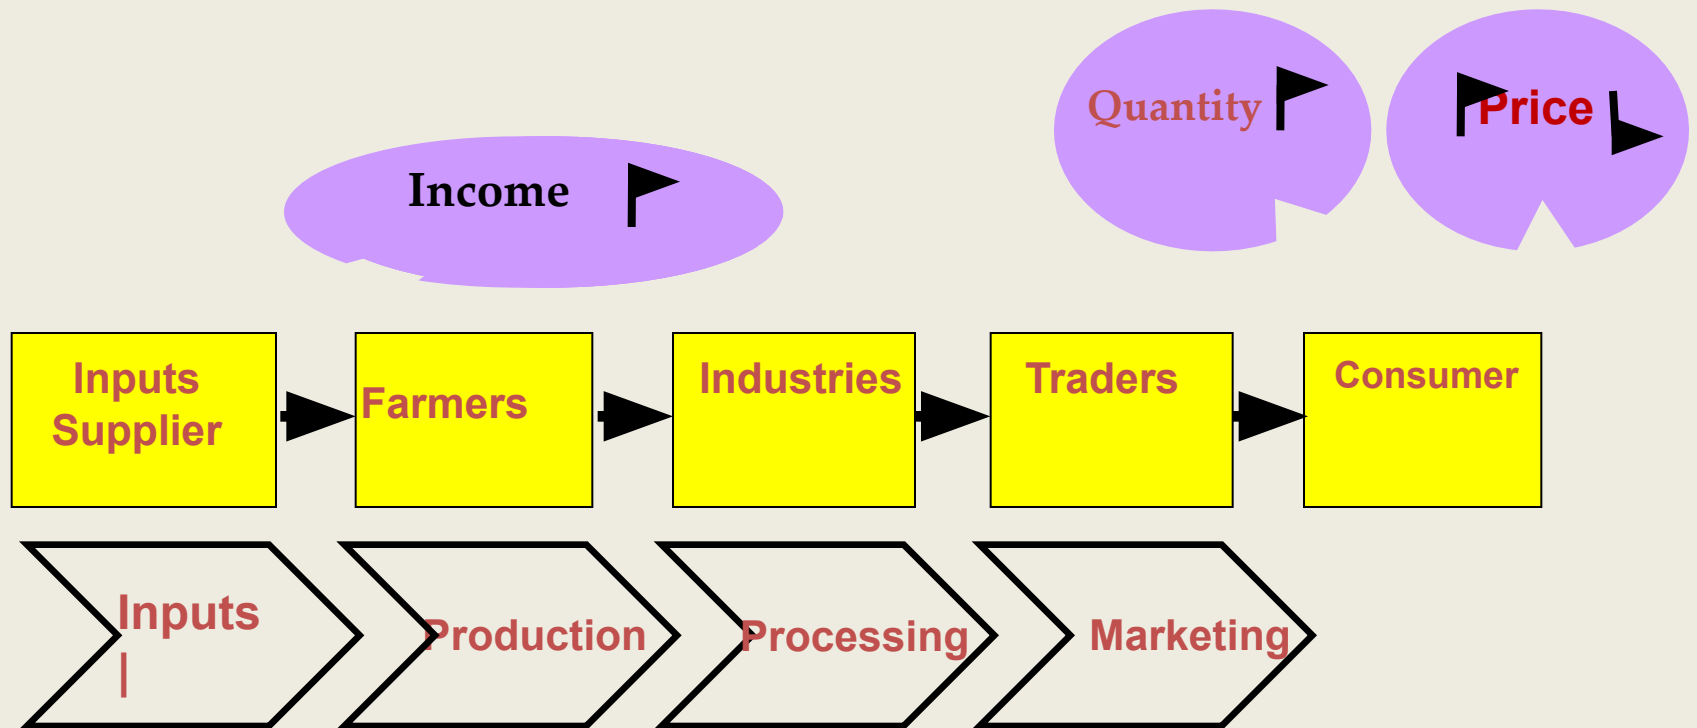 Quantity
Price
Income
Inputs
Supplier
Farmers
Industries
Traders
Consumer
Inputs
|
Production
Processing
Marketing